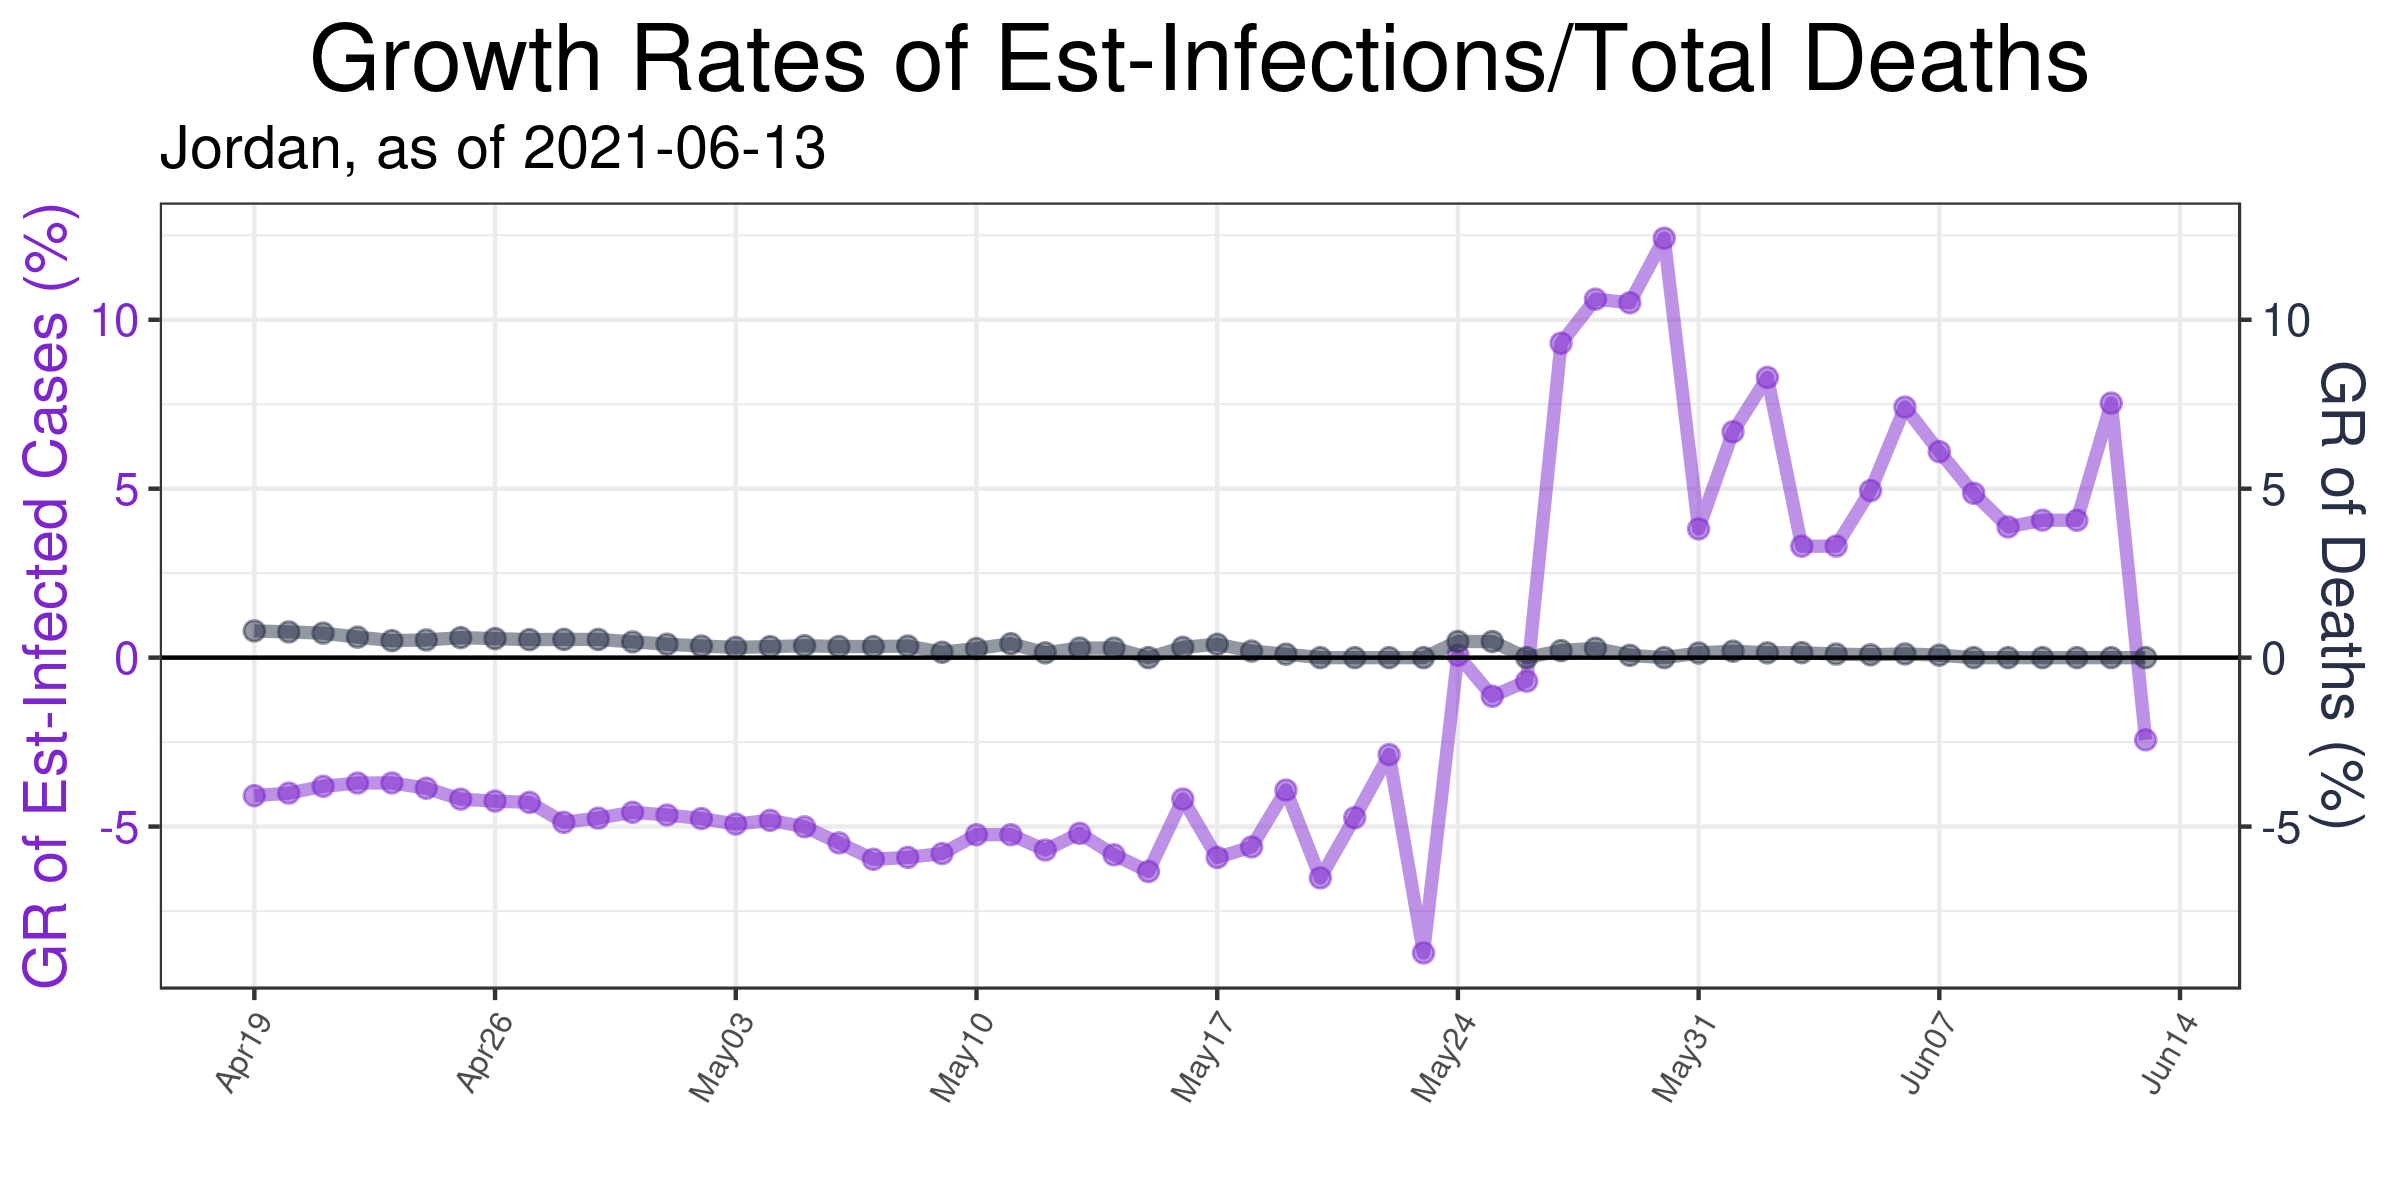 Growth Rates of Est-Infections/Total Deaths
Jordan, as of 2021-06-13
GR of Est-Infected Cases (%)
10
5
0
-5
10
5
0
-5
GR of Deaths (%)
Apr19
Apr26
May03
May10
May17
May24
May31
Jun07
Jun14